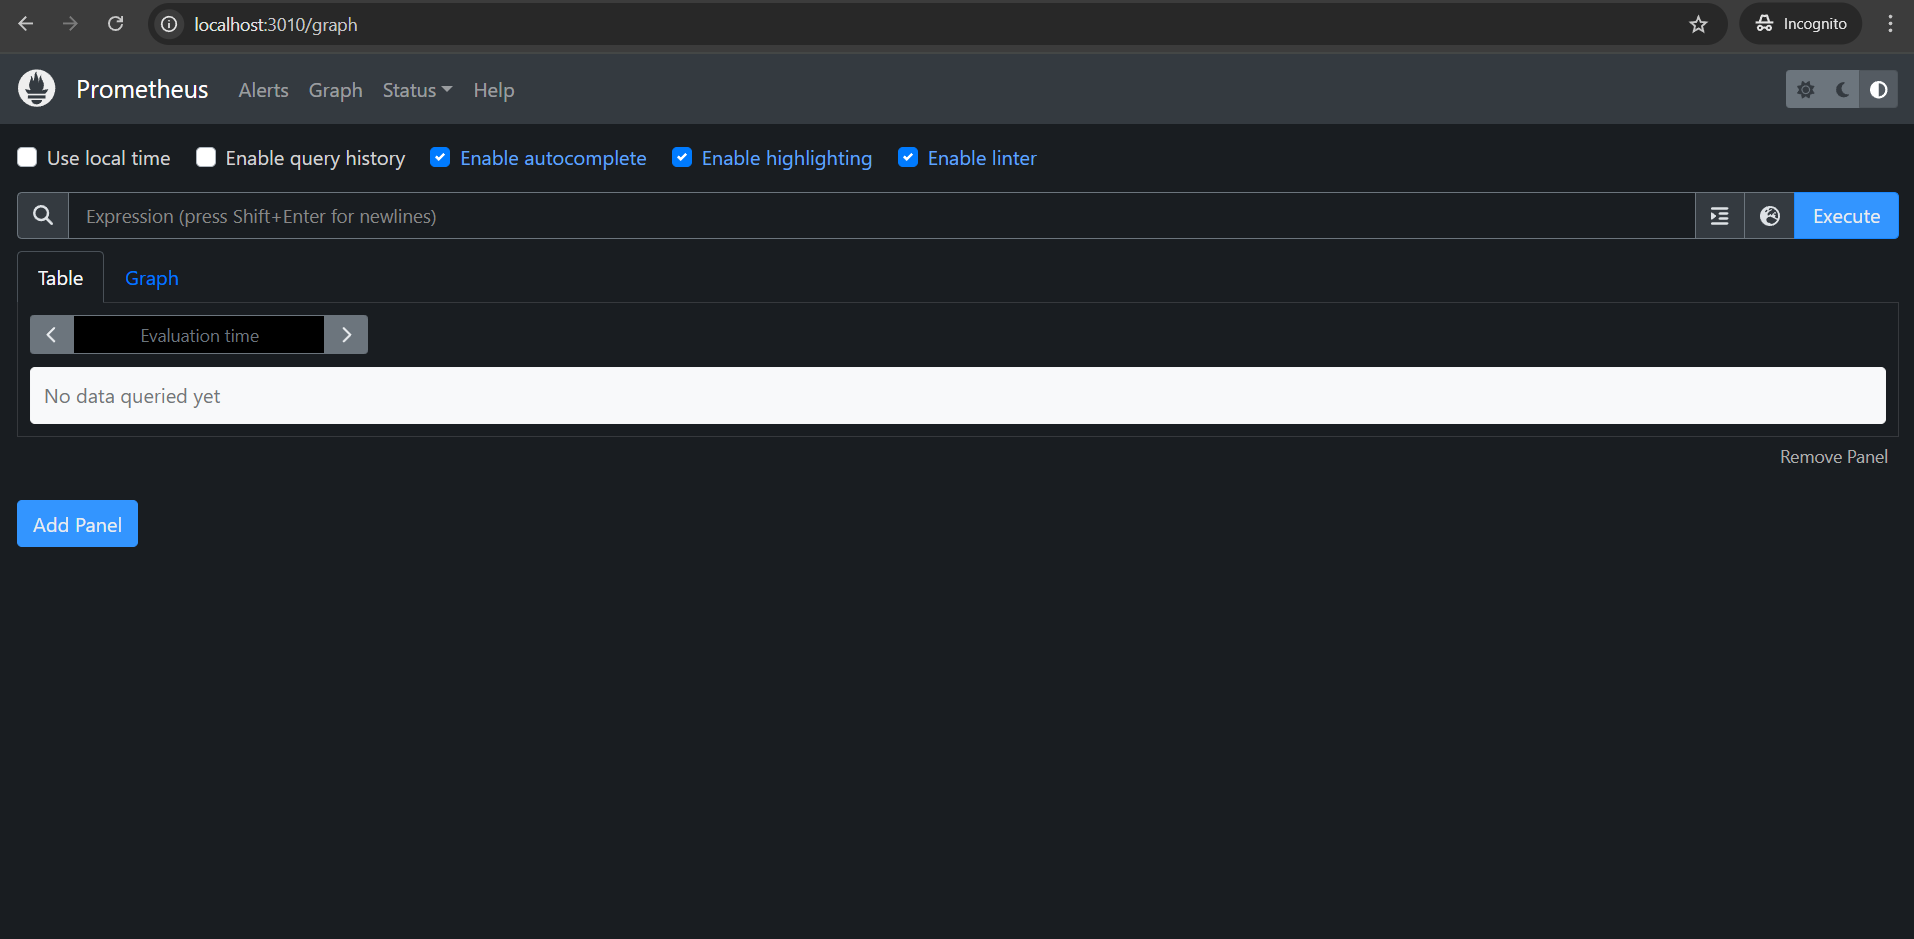 localhost:3010/graph
Incognito
Prometheus Alerts Graph Status Help
Use local time Enable query history Enable autocomplete Enable highlighting Enable linter
Expression (press Shift+Enter for newlines) Execute
Table Graph
Evaluation time
No data queried yet
Remove Panel
Add Panel